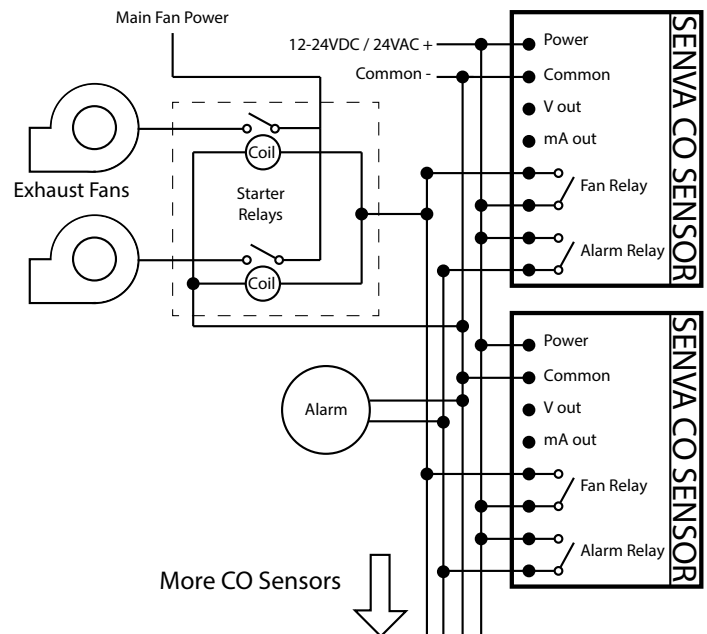 Main Fan Power
12-24VDC / 24VAC +
Common -
Power
Common
V out
mA out
Fan Relay
Alarm Relay
SENVA CO SENSOR
Exhaust Fans
Coil
Starter
Relays
Coil
Power
Common
V out
mA out
Fan Relay
Alarm Relay
SENVA CO SENSOR
Alarm
More CO Sensors